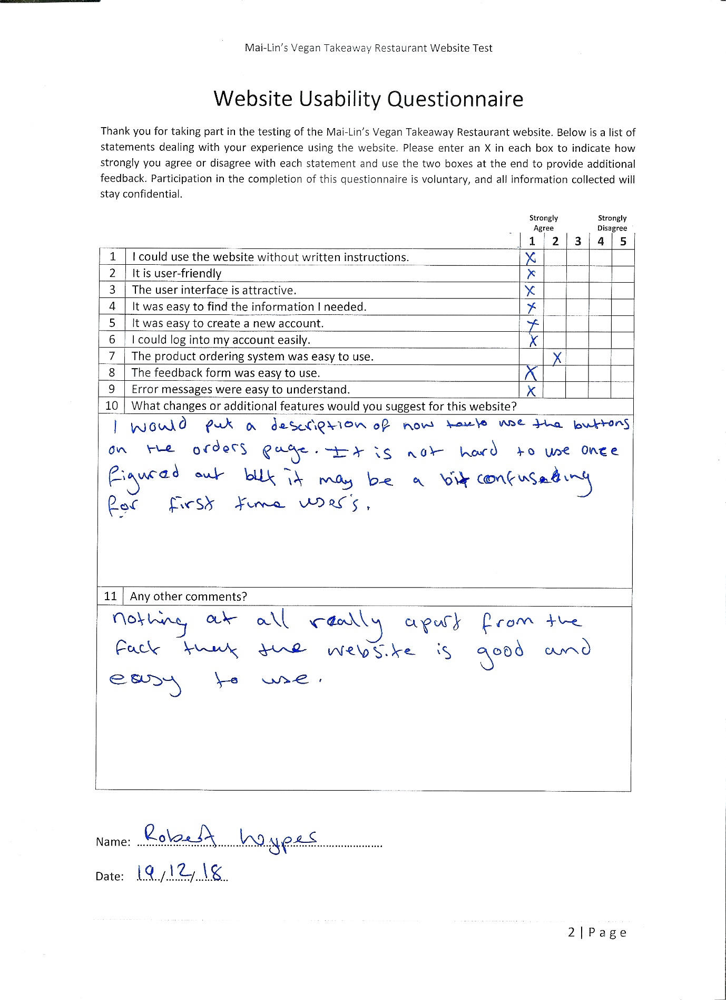 Mai-Lin's Vegan Takeaway Restaurant Website Test
Website Usability Questionnaire
Thank you for taking part in the testing of the Mai-Lin's Vegan Takeaway Restaurant website. Below is a list of
statements dealing with your experience using the website. Please enter an X in each box to indicate how
strongly you agree or disagree with each statement and use the two boxes at the end to provide additional
feedback. Participation in the completion of this questionnaire is voluntary, and all information collected will
stay confidential.
Strongly Strongly
Agree Disagree
1 2 3 4 5
1 I could use the website without written instructions. X
2 It is user-friendly X
3 The user interface is attractive. X
4 It was easy to find the information I needed. X
5 It was easy to create a new account. X
6 I could log into my account easily. X
7 The product ordering system was easy to use. X
8 The feedback form was easy to use. X
9 Error messages were easy to understand. X
10 What changes or additional features would you suggest for this website?
I would put a description of how to use the buttons
on the orders page. It is not hard to use once
figured out but it may be a bit confusing
for first time user's.
11 Any other comments?
nothing at all really apart from the
fact that the website is good and
easy to use.
Name: Robert
Date: 19/12/18
2 | Page